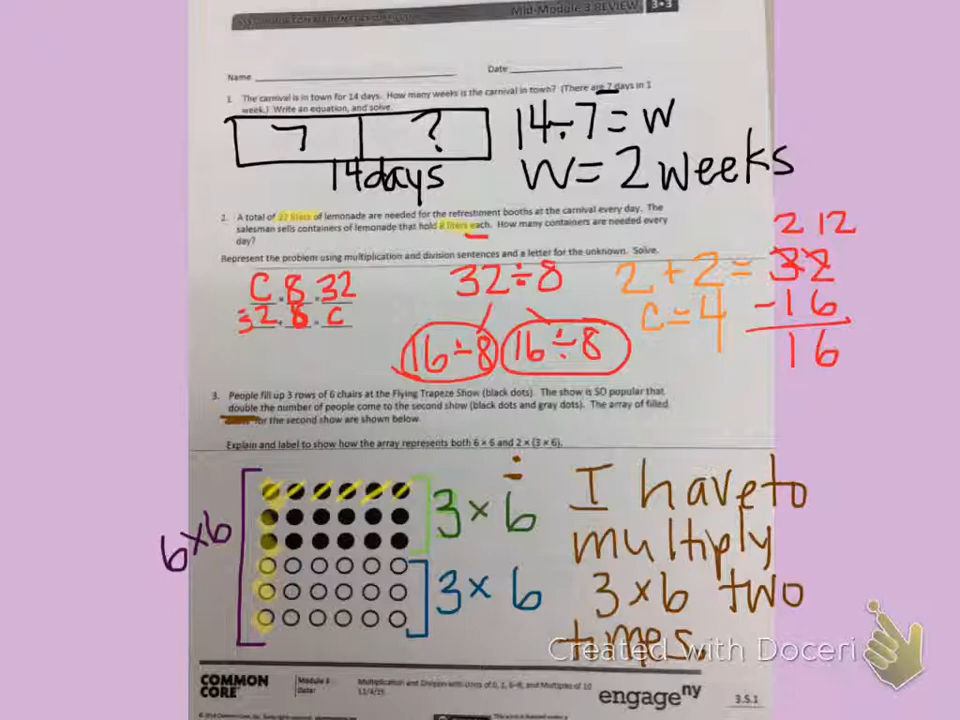 Mid-Module 3 REVIEW 3•3
Name
Date
1. The carnival is in town for 14 days. How many weeks is the carnival in town? (There are 7 days in 1
week.) Write an equation, and solve.
7 ?
14 days
14÷7=W
W=2 weeks
2. A total of liters of lemonade are needed for the refreshment booths at the carnival every day. The
salesman sells containers of lemonade that hold 8 liters each. How many containers are needed every
day?
Represent the problem using multiplication and division sentences and a letter for the unknown. Solve.
C × 8 = 32
32 ÷ 8 = C
32÷8
16÷8 16÷8
2+2=
C=4
2 12
32
-16
16
3. People fill up 3 rows of 6 chairs at the Flying Trapeze Show (black dots). The show is SO popular that
double the number of people come to the second show (black dots and gray dots). The array of filled
for the second show are shown below.
Explain and label to show how the array represents both 6 × 6 and 2 × (3 × 6).
6×6
3×6
3×6
÷
I have to
multiply
3×6 two
times.
Created with Doceri
COMMON
CORE
Module 3
Date:
Multiplication and Division with Units of 0, 1, 6–9, and Multiples of 10
engageny
3.S.1